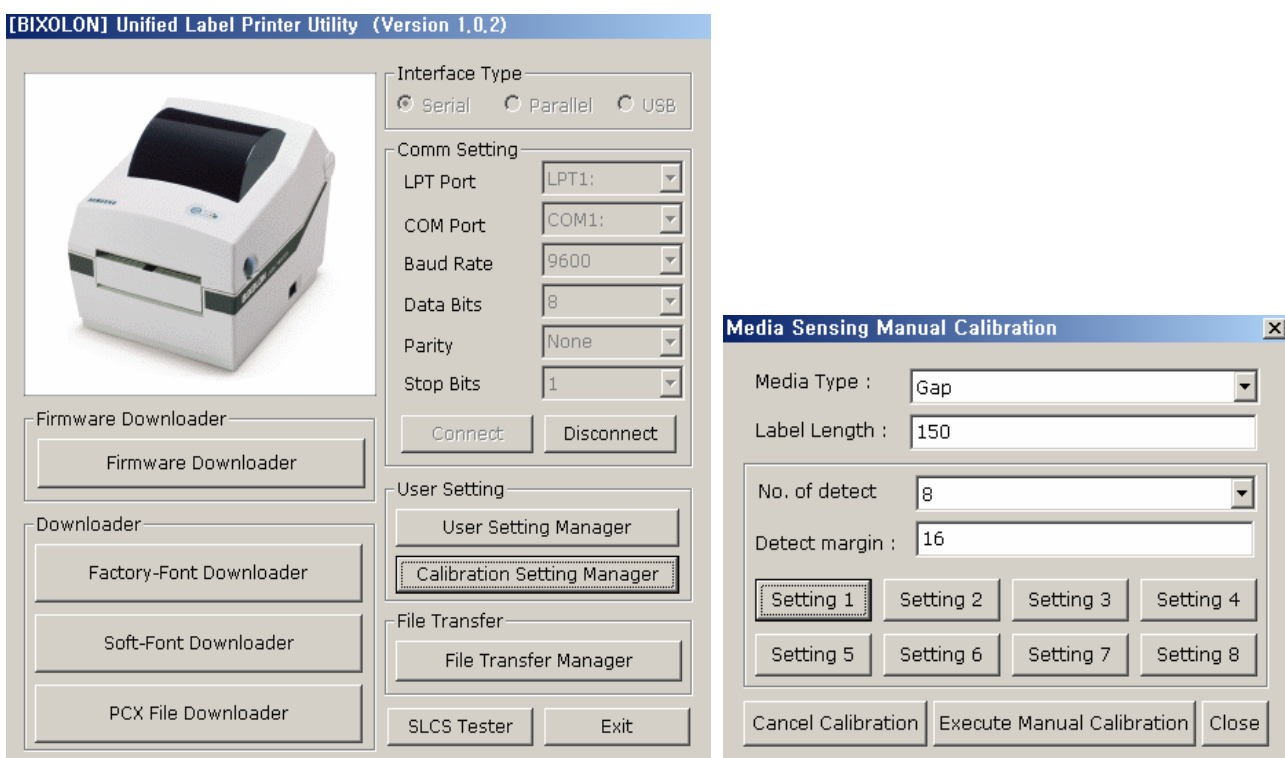 [BIXOLON] Unified Label Printer Utility (Version 1,0,2)
SAMSUNG
BIXOLON
Interface Type
Serial Parallel USB
Comm Setting
LPT Port LPT1:
COM Port COM1:
Baud Rate 9600
Data Bits 8
Parity None
Stop Bits 1
Connect Disconnect
Firmware Downloader
Firmware Downloader
Downloader
Factory-Font Downloader
Soft-Font Downloader
PCX File Downloader
User Setting
User Setting Manager
Calibration Setting Manager
File Transfer
File Transfer Manager
SLCS Tester Exit
Media Sensing Manual Calibration
Media Type : Gap
Label Length : 150
No. of detect 8
Detect margin : 16
Setting 1 Setting 2 Setting 3 Setting 4
Setting 5 Setting 6 Setting 7 Setting 8
Cancel Calibration Execute Manual Calibration Close